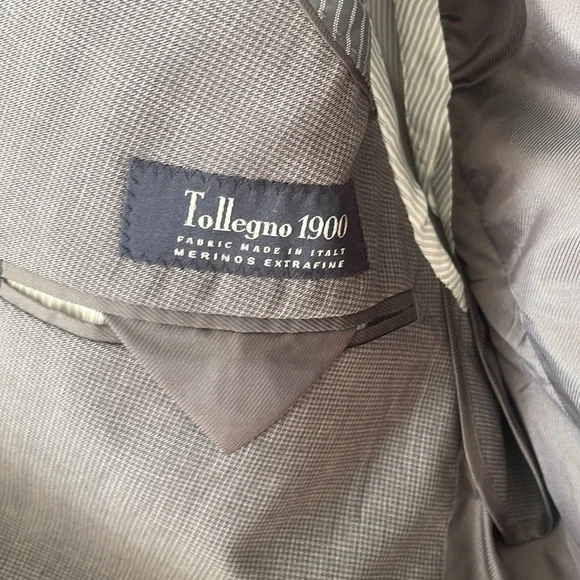 Tollegno 1900
FABRIC MADE IN ITALY
MERINOS EXTRAFINE